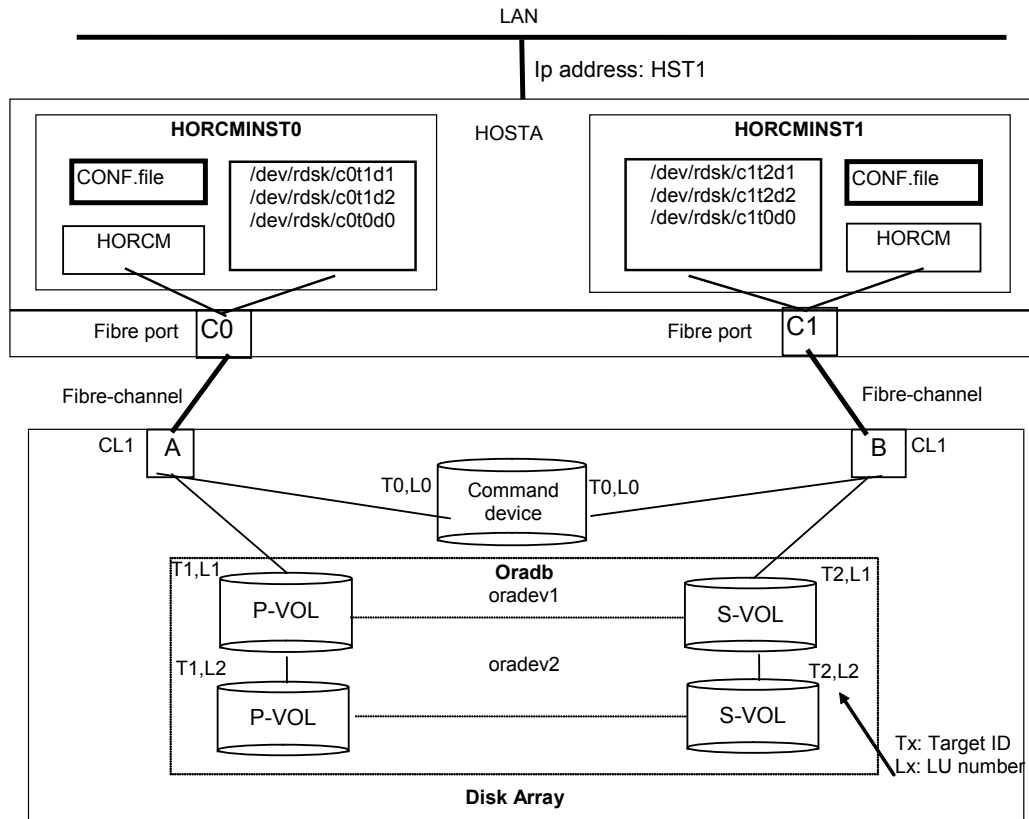 LAN
Ip address: HST1
HORCMINST0
HOSTA
HORCMINST1
CONF.file
/dev/rdsk/c0t1d1
/dev/rdsk/c0t1d2
/dev/rdsk/c0t0d0
HORCM
/dev/rdsk/c1t2d1
/dev/rdsk/c1t2d2
/dev/rdsk/c1t0d0
CONF.file
HORCM
Fibre port
C0
Fibre port
C1
Fibre-channel
Fibre-channel
CL1
A
B
CL1
T0,L0
Command
device
T0,L0
T1,L1
Oradb
oradev1
T2,L1
P-VOL
S-VOL
T1,L2
oradev2
T2,L2
P-VOL
S-VOL
Tx: Target ID
Lx: LU number
Disk Array